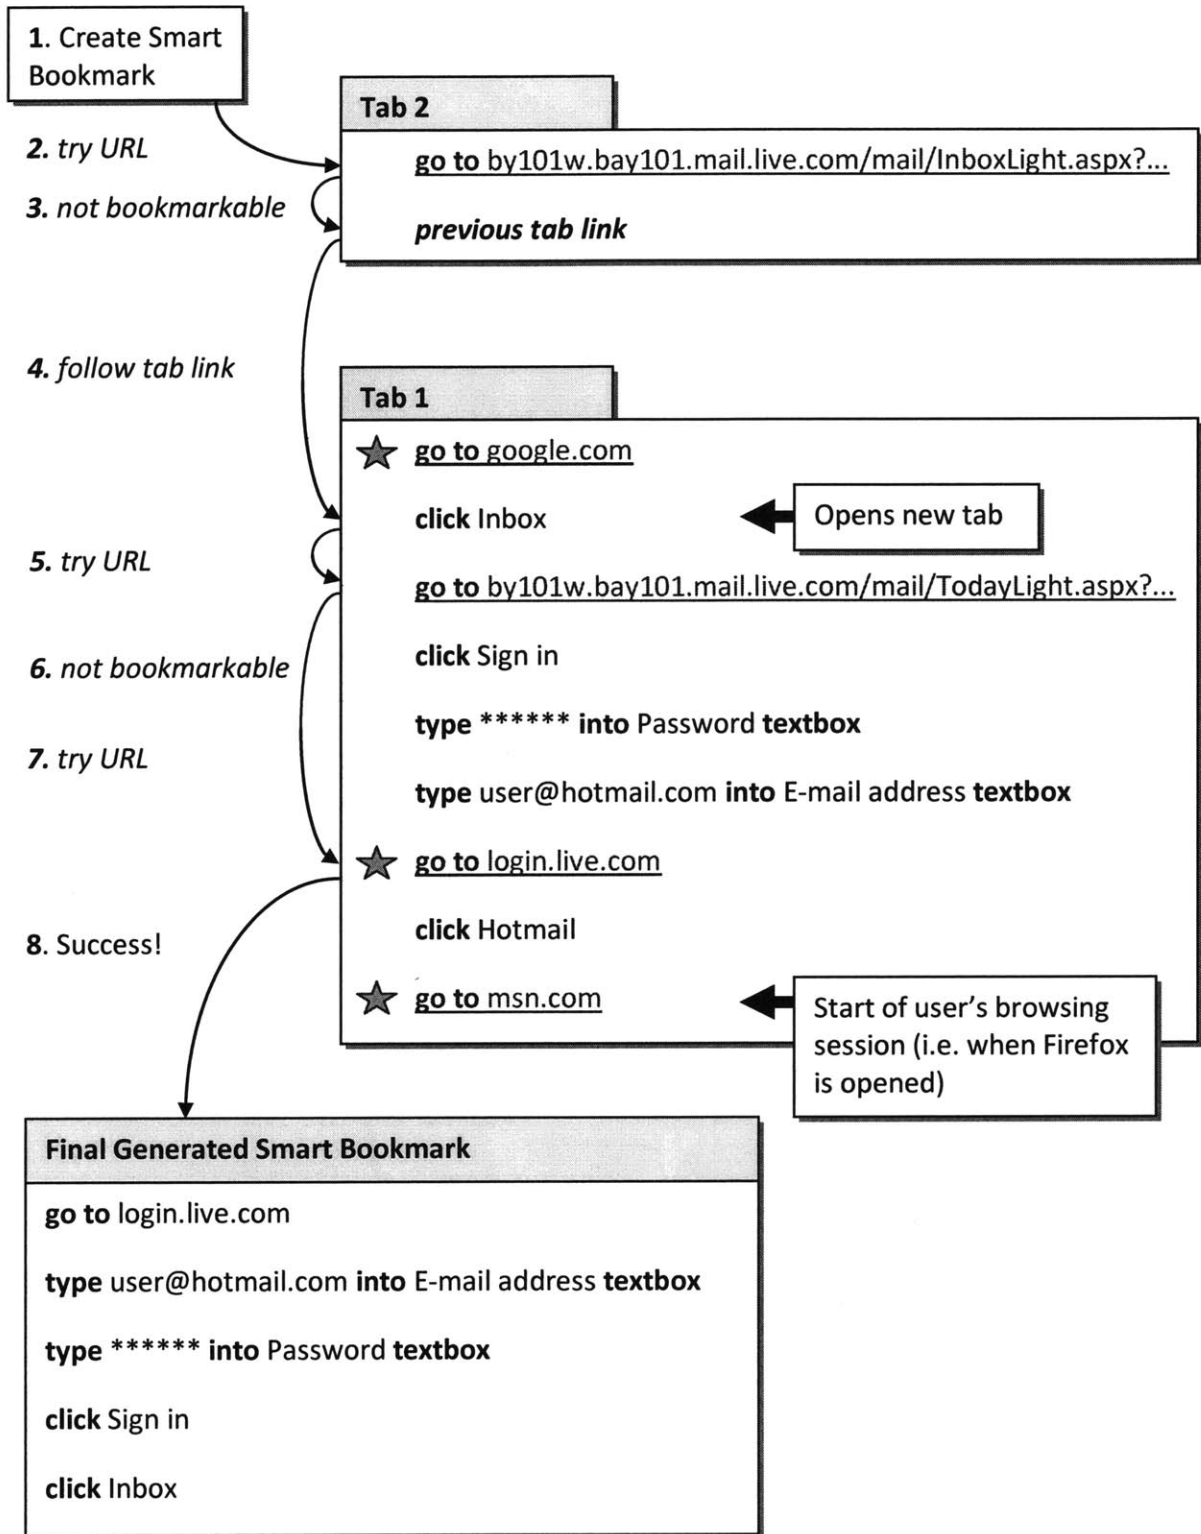 1. Create Smart
Bookmark
Tab 2
2. try URL
go to by101w.bay101.mail.live.com/mail/InboxLight.aspx?...
3. not bookmarkable
previous tab link
4. follow tab link
Tab 1
go to google.com
click Inbox
Opens new tab
5. try URL
go to by101w.bay101.mail.live.com/mail/TodayLight.aspx?...
6. not bookmarkable
click Sign in
type ****** into Password textbox
7. try URL
type user@hotmail.com into E-mail address textbox
go to login.live.com
click Hotmail
8. Success!
go to msn.com
Start of user's browsing
session (i.e. when Firefox
is opened)
Final Generated Smart Bookmark
go to login.live.com
type user@hotmail.com into E-mail address textbox
type ****** into Password textbox
click Sign in
click Inbox